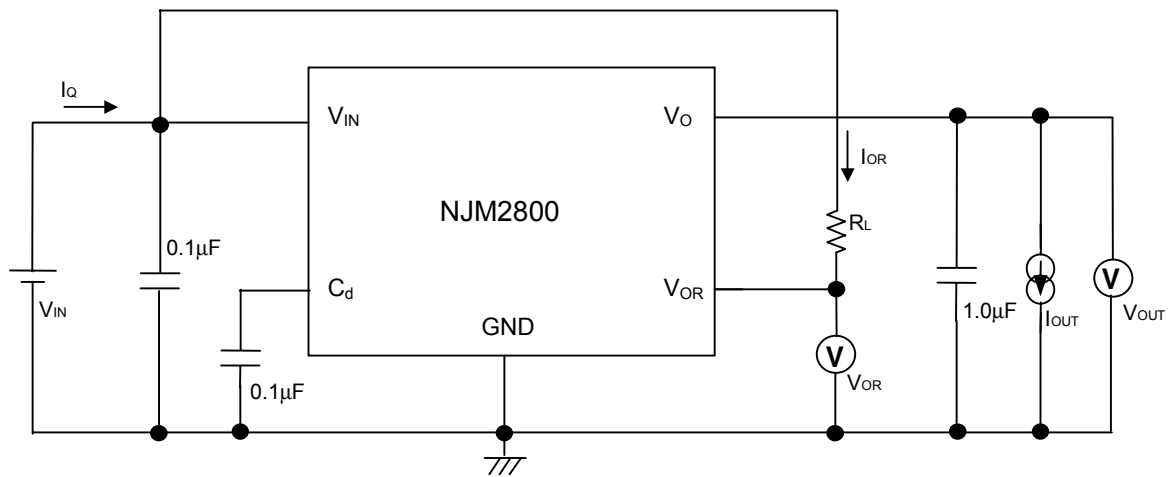 IQ
VIN
VO
IOR
NJM2800
RL
0.1μF
Cd
VOR
VIN
GND
1.0μF
IOUT
V
VOUT
V
VOR
0.1μF